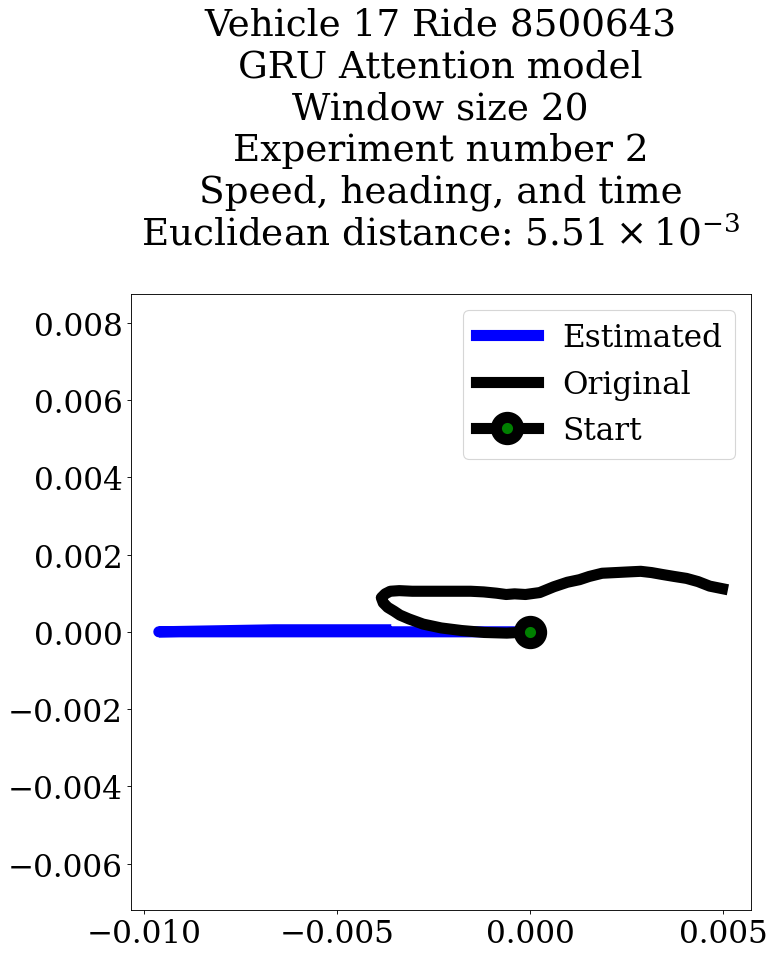 Vehicle 17 Ride 8500643
GRU Attention model
Window size 20
Experiment number 2
Speed, heading, and time
Euclidean distance: 5.51 × 10⁻³
Estimated
Original
Start
0.008
0.006
0.004
0.002
0.000
−0.002
−0.004
−0.006
−0.010 −0.005 0.000 0.005